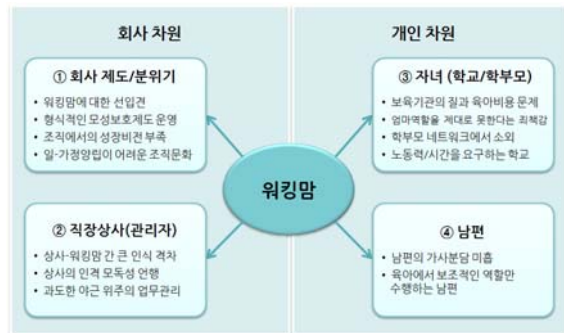 회사 차원
① 회사 제도/분위기
• 워킹맘에 대한 선입견
• 형식적인 모성보호제도 운영
• 조직에서의 성장비전 부족
• 일-가정양립이 어려운 조직문화
② 직장상사(관리자)
• 상사-워킹맘 간 큰 인식 격차
• 상사의 인격 모독성 언행
• 과도한 야근 위주의 업무관리
워킹맘
개인 차원
③ 자녀 (학교/학부모)
• 보육기관의 질과 육아비용 문제
• 엄마역할을 제대로 못한다는 죄책감
• 학부모 네트워크에서 소외
• 노동력/시간을 요구하는 학교
④ 남편
• 남편의 가사분담 미흡
• 육아에서 보조적인 역할만
수행하는 남편